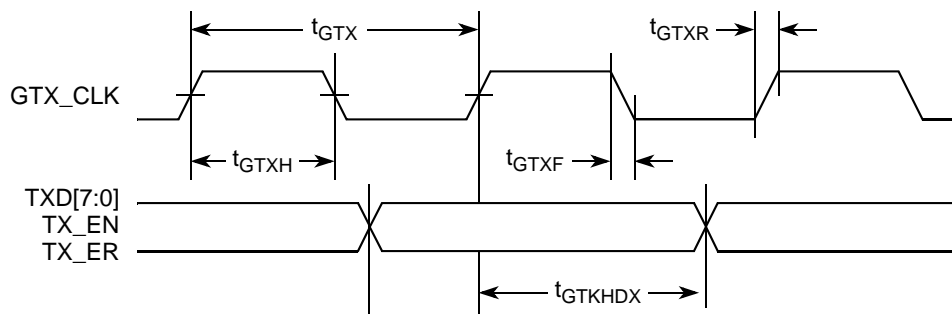 tGTX
tGTXR
GTX_CLK
tGTXH
tGTXF
TXD[7:0]
TX_EN
TX_ER
tGTKHDX